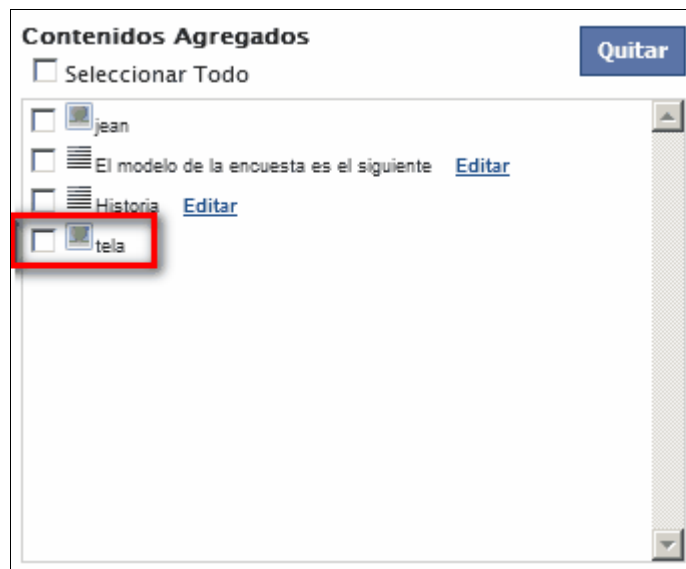 Contenidos Agregados
Quitar
Seleccionar Todo
jean
El modelo de la encuesta es el siguiente Editar
Historia Editar
tela